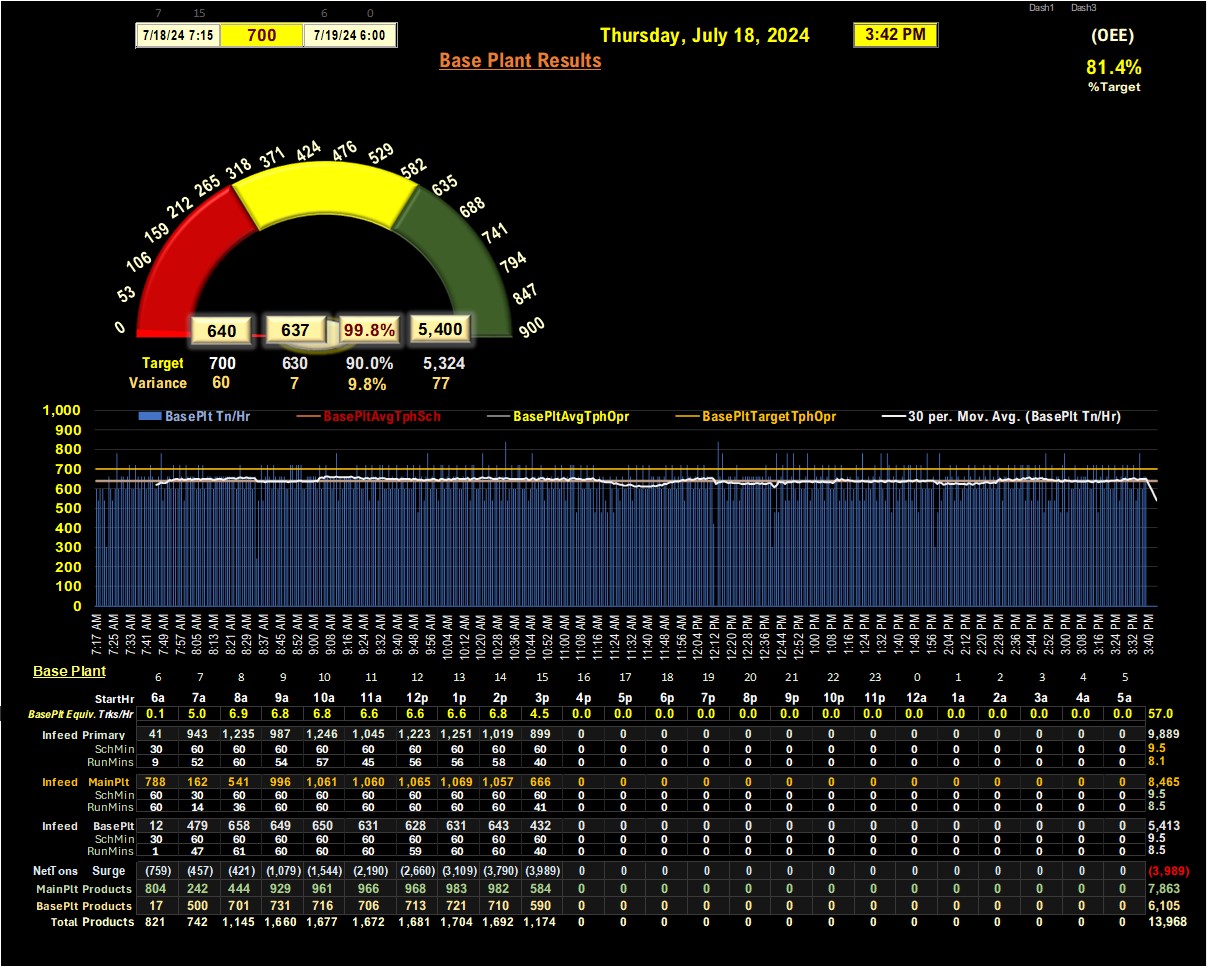 Dash1 Dash3
7 15 6 0
7/18/24 7:15 700 7/19/24 6:00 Thursday, July 18, 2024 3:42 PM (OEE)
Base Plant Results
81.4%
%Target
0 53 106 159 212 265 318 371 424 476 529 582 635 688 741 794 847 900
640 637 99.8% 5,400
Target 700 630 90.0% 5,324
Variance 60 7 9.8% 77
BasePlt Tn/Hr BasePltAvgTphSch BasePltAvgTphOpr BasePltTargetTphOpr 30 per. Mov. Avg. (BasePlt Tn/Hr)
1,000
900
800
700
600
500
400
300
200
100
0
7:17 AM 7:25 AM 7:33 AM 7:41 AM 7:49 AM 7:57 AM 8:05 AM 8:13 AM 8:21 AM 8:29 AM 8:37 AM 8:45 AM 8:52 AM 9:00 AM 9:08 AM 9:16 AM 9:24 AM 9:32 AM 9:40 AM 9:48 AM 9:56 AM 10:04 AM 10:12 AM 10:20 AM 10:28 AM 10:36 AM 10:44 AM 10:52 AM 11:00 AM 11:08 AM 11:16 AM 11:24 AM 11:32 AM 11:40 AM 11:48 AM 11:56 AM 12:04 PM 12:12 PM 12:20 PM 12:28 PM 12:36 PM 12:44 PM 12:52 PM 1:00 PM 1:08 PM 1:16 PM 1:24 PM 1:32 PM 1:40 PM 1:48 PM 1:56 PM 2:04 PM 2:12 PM 2:20 PM 2:28 PM 2:36 PM 2:44 PM 2:52 PM 3:00 PM 3:08 PM 3:16 PM 3:24 PM 3:32 PM 3:40 PM
Base Plant 6 7 8 9 10 11 12 13 14 15 16 17 18 19 20 21 22 23 0 1 2 3 4 5
StartHr 6a 7a 8a 9a 10a 11a 12p 1p 2p 3p 4p 5p 6p 7p 8p 9p 10p 11p 12a 1a 2a 3a 4a 5a
BasePlt Equiv. Trks/Hr 0.1 5.0 6.9 6.8 6.8 6.6 6.6 6.6 6.8 4.5 0.0 0.0 0.0 0.0 0.0 0.0 0.0 0.0 0.0 0.0 0.0 0.0 0.0 0.0 57.0
Infeed Primary 41 943 1,235 987 1,246 1,045 1,223 1,251 1,019 899 0 0 0 0 0 0 0 0 0 0 0 0 0 0 9,889
SchMin 30 60 60 60 60 60 60 60 60 60 0 0 0 0 0 0 0 0 0 0 0 0 0 0 9.5
RunMins 9 52 60 54 57 45 56 56 58 40 0 0 0 0 0 0 0 0 0 0 0 0 0 0 8.1
Infeed MainPlt 788 162 541 996 1,061 1,060 1,065 1,069 1,057 666 0 0 0 0 0 0 0 0 0 0 0 0 0 0 8,465
SchMin 60 30 60 60 60 60 60 60 60 60 0 0 0 0 0 0 0 0 0 0 0 0 0 0 9.5
RunMins 60 14 36 60 60 60 60 60 60 41 0 0 0 0 0 0 0 0 0 0 0 0 0 0 8.5
Infeed BasePlt 12 479 658 649 650 631 628 631 643 432 0 0 0 0 0 0 0 0 0 0 0 0 0 0 5,413
SchMin 30 60 60 60 60 60 60 60 60 60 0 0 0 0 0 0 0 0 0 0 0 0 0 0 9.5
RunMins 1 47 61 60 60 60 59 60 60 40 0 0 0 0 0 0 0 0 0 0 0 0 0 0 8.5
NetTons Surge (759) (457) (421) (1,079) (1,544) (2,190) (2,660) (3,109) (3,790) (3,989) 0 0 0 0 0 0 0 0 0 0 0 0 0 0 (3,989)
MainPlt Products 804 242 444 929 961 966 968 983 982 584 0 0 0 0 0 0 0 0 0 0 0 0 0 0 7,863
BasePlt Products 17 500 701 731 716 706 713 721 710 590 0 0 0 0 0 0 0 0 0 0 0 0 0 0 6,105
Total Products 821 742 1,145 1,660 1,677 1,672 1,681 1,704 1,692 1,174 0 0 0 0 0 0 0 0 0 0 0 0 0 0 13,968